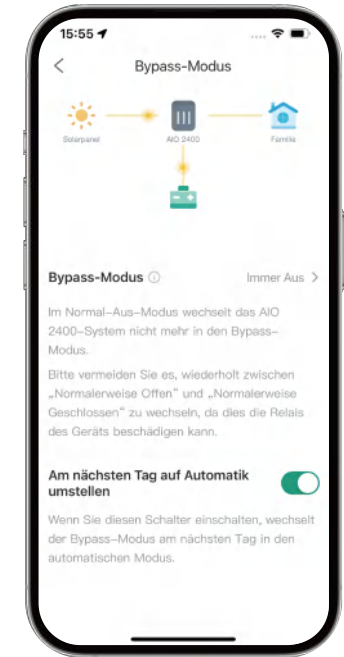 15:55
Bypass-Modus
Solarpanel AIO 2400 Familie
Bypass-Modus Immer Aus
Im Normal-Aus-Modus wechselt das AIO
2400-System nicht mehr in den Bypass-
Modus.
Bitte vermeiden Sie es, wiederholt zwischen
„Normalerweise Offen" und „Normalerweise
Geschlossen" zu wechseln, da dies die Relais
des Geräts beschädigen kann.
Am nächsten Tag auf Automatik
umstellen
Wenn Sie diesen Schalter einschalten, wechselt
der Bypass-Modus am nächsten Tag in den
automatischen Modus.